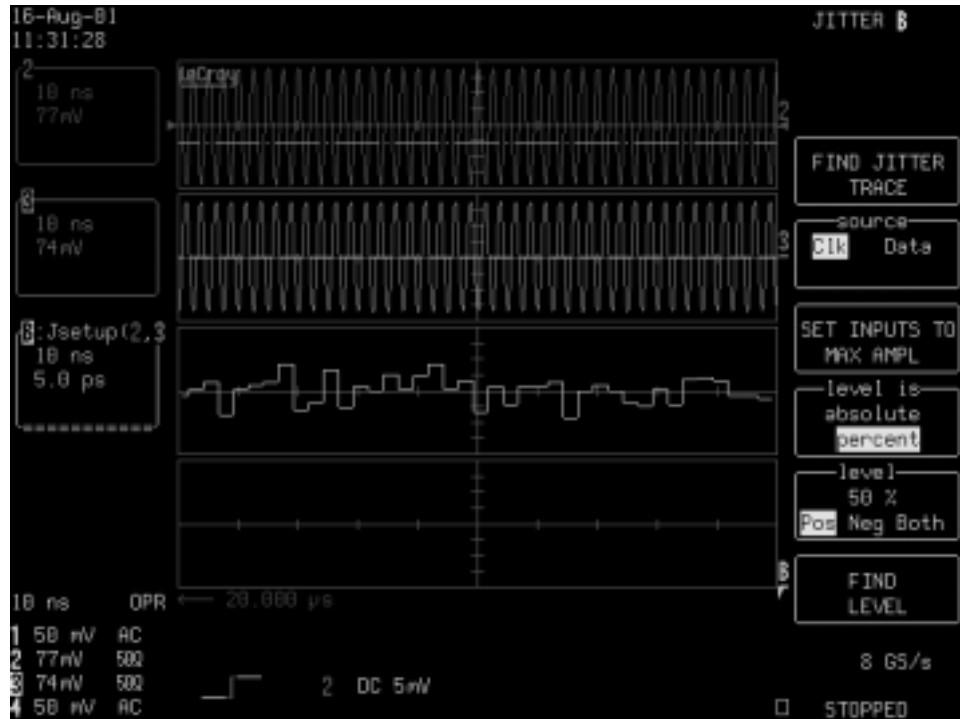 16-Aug-01
11:31:28
JITTER B
2
10 ns
77mV
LeCroy
2
3
10 ns
74mV
3
B:Jsetup(2,3
10 ns
5.0 ps
FIND JITTER
TRACE
source
Clk Data
SET INPUTS TO
MAX AMPL
level is
absolute
percent
level
50 %
Pos Neg Both
FIND
LEVEL
B
10 ns OPR ← 20.000 µs
1 50 mV AC
2 77mV 50Ω
3 74mV 50Ω
4 50 mV AC
2 DC 5mV
8 GS/s
STOPPED